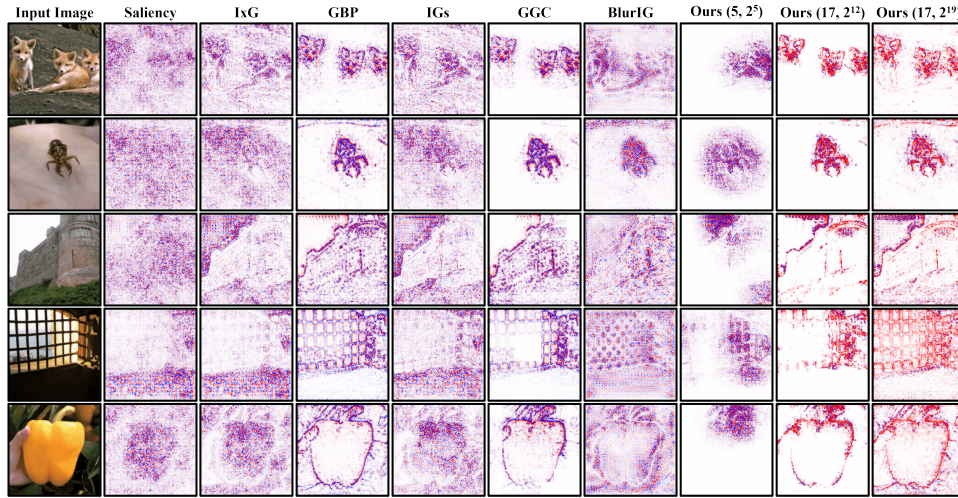 Input Image Saliency IxG GBP IGs GGC BlurIG Ours (5, 2⁵) Ours (17, 2¹²) Ours (17, 2¹⁹)